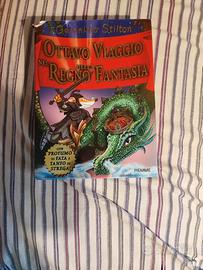 Geronimo Stilton
OTTAVO VIAGGIO
NEL REGNO DELLA FANTASIA
CON
PROFUMO
DI FATA E
TANFO DI
STREGA!
PIEMME